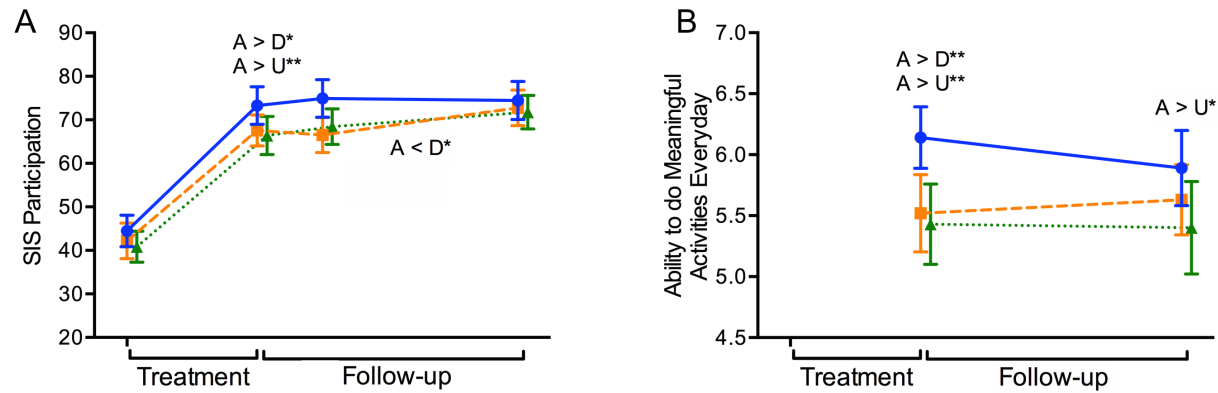 A
SIS Participation
90
80
70
60
50
40
30
20
A > D*
A > U**
A < D*
Treatment
Follow-up
B
Ability to do Meaningful
Activities Everyday
7.0
6.5
6.0
5.5
5.0
4.5
A > D**
A > U**
A > U*
Treatment
Follow-up